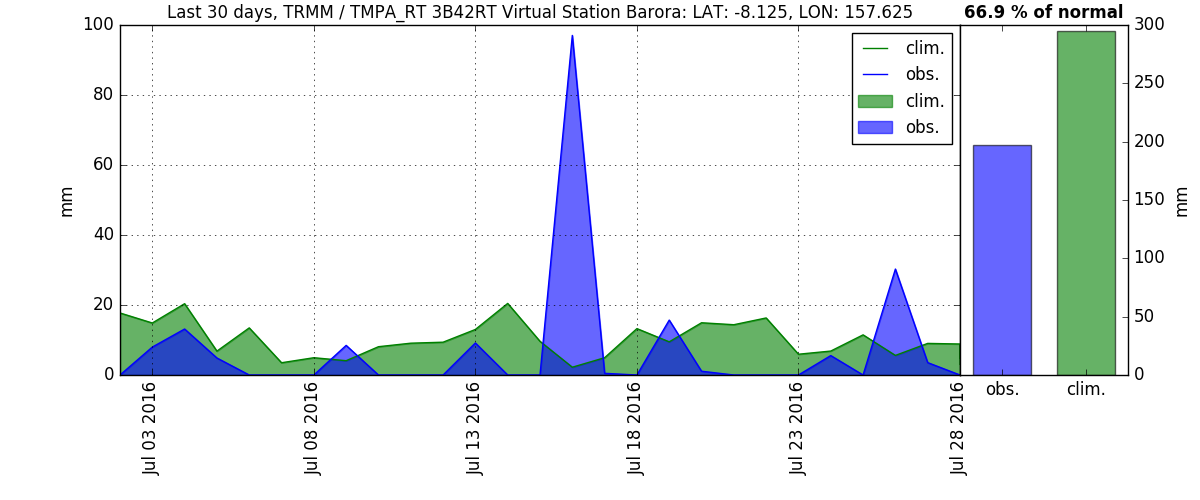 Last 30 days, TRMM / TMPA_RT 3B42RT Virtual Station Barora: LAT: -8.125, LON: 157.625
66.9 % of normal
100
80
60
40
20
0
mm
clim.
obs.
clim.
obs.
300
250
200
150
100
50
0
mm
obs.
clim.
Jul 03 2016
Jul 08 2016
Jul 13 2016
Jul 18 2016
Jul 23 2016
Jul 28 2016